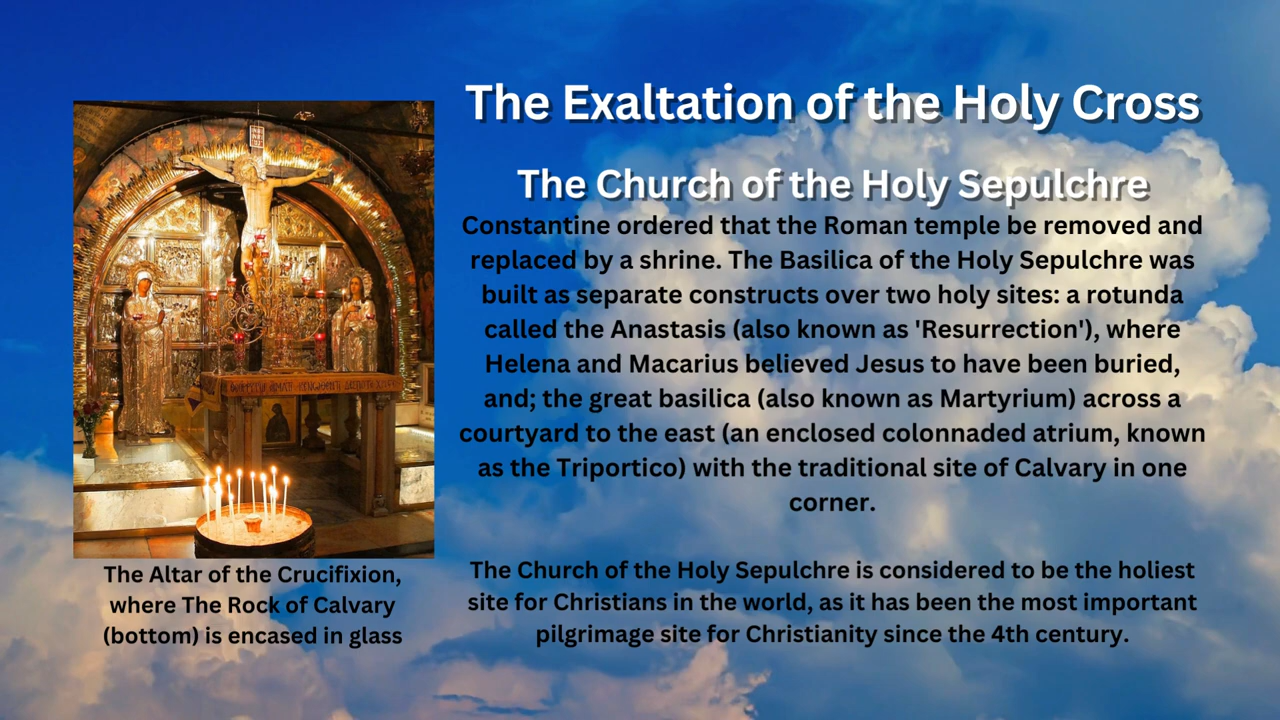 The Exaltation of the Holy Cross
The Church of the Holy Sepulchre
Constantine ordered that the Roman temple be removed and
replaced by a shrine. The Basilica of the Holy Sepulchre was
built as separate constructs over two holy sites: a rotunda
called the Anastasis (also known as 'Resurrection'), where
Helena and Macarius believed Jesus to have been buried,
and; the great basilica (also known as Martyrium) across a
courtyard to the east (an enclosed colonnaded atrium, known
as the Triportico) with the traditional site of Calvary in one
corner.
The Altar of the Crucifixion,
where The Rock of Calvary
(bottom) is encased in glass
The Church of the Holy Sepulchre is considered to be the holiest
site for Christians in the world, as it has been the most important
pilgrimage site for Christianity since the 4th century.